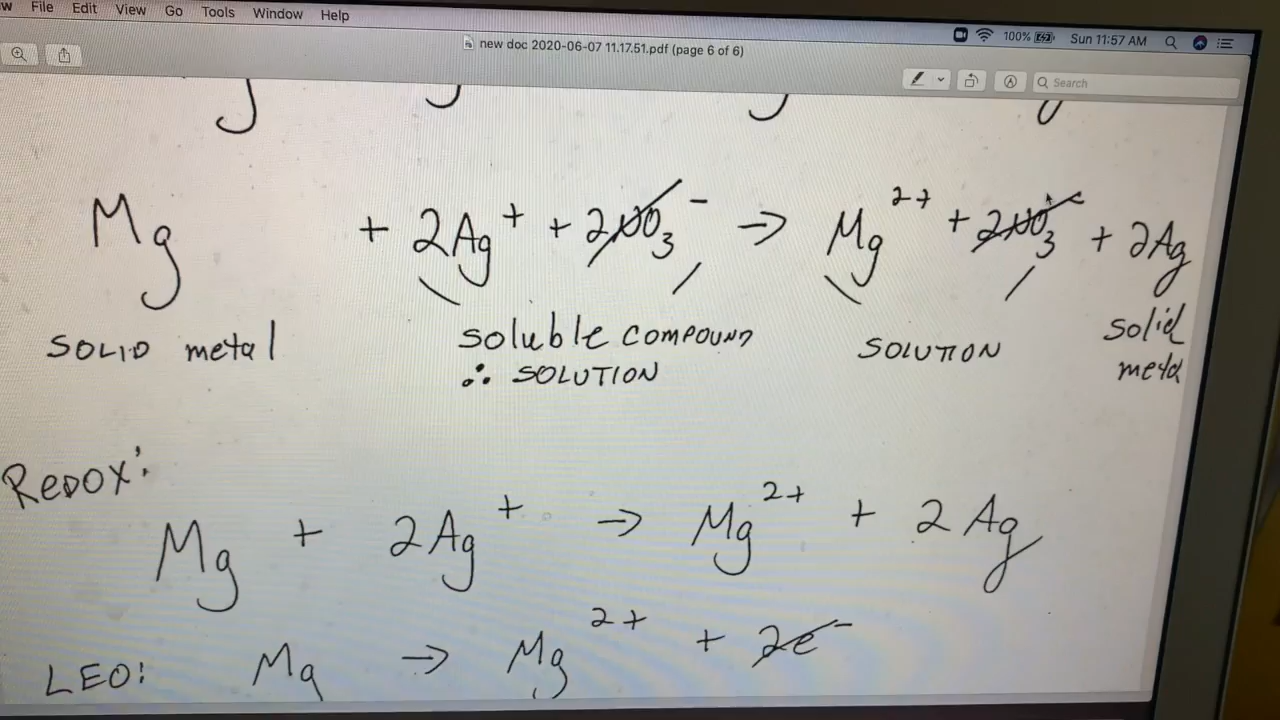 w File Edit View Go Tools Window Help
100% Sun 11:57 AM
new doc 2020-06-07 11.17.51.pdf (page 6 of 6)
Search
Mg + 2Ag⁺ + 2NO₃⁻ → Mg²⁺ + 2NO₃ + 2Ag
SOLID metal soluble COMPOUND SOLUTION solid metal
∴ SOLUTION
Redox:
Mg + 2Ag⁺ → Mg²⁺ + 2Ag
LEO: Mg → Mg²⁺ + 2e⁻